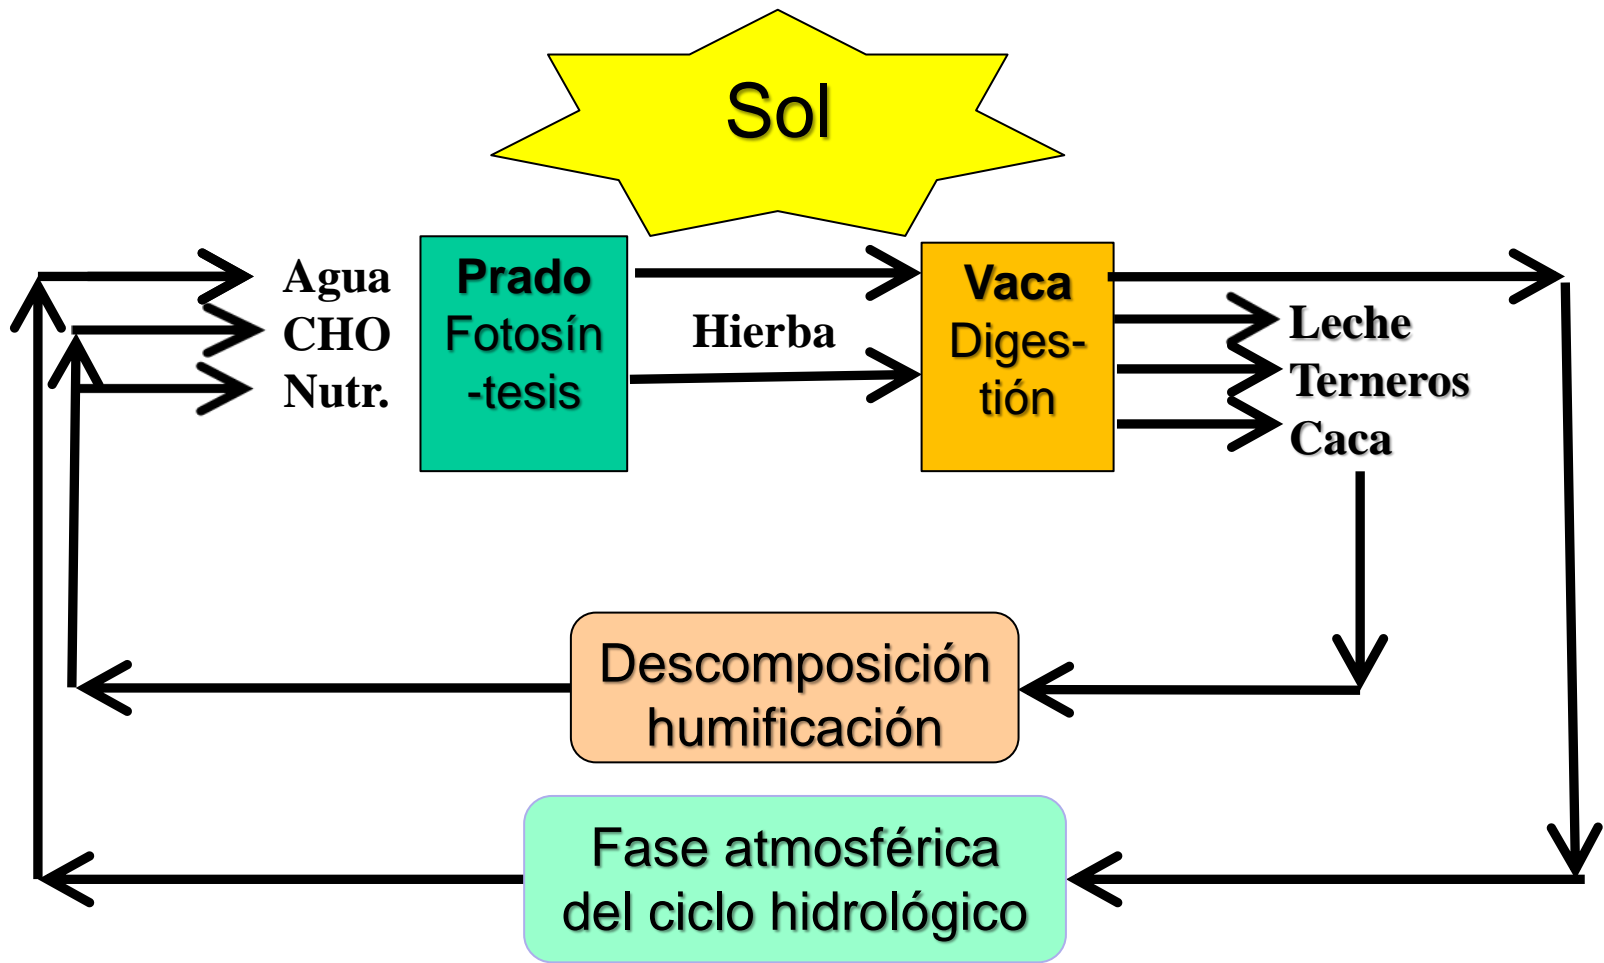 Sol
Agua
CHO
Nutr.
Prado
Fotosín
-tesis
Hierba
Vaca
Diges-
tión
Leche
Terneros
Caca
Descomposición
humificación
Fase atmosférica
del ciclo hidrológico